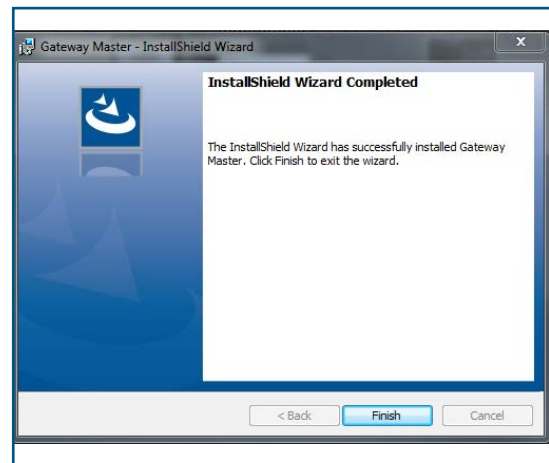 Gateway Master - InstallShield Wizard
x
InstallShield Wizard Completed
The InstallShield Wizard has successfully installed Gateway
Master. Click Finish to exit the wizard.
< Back Finish Cancel